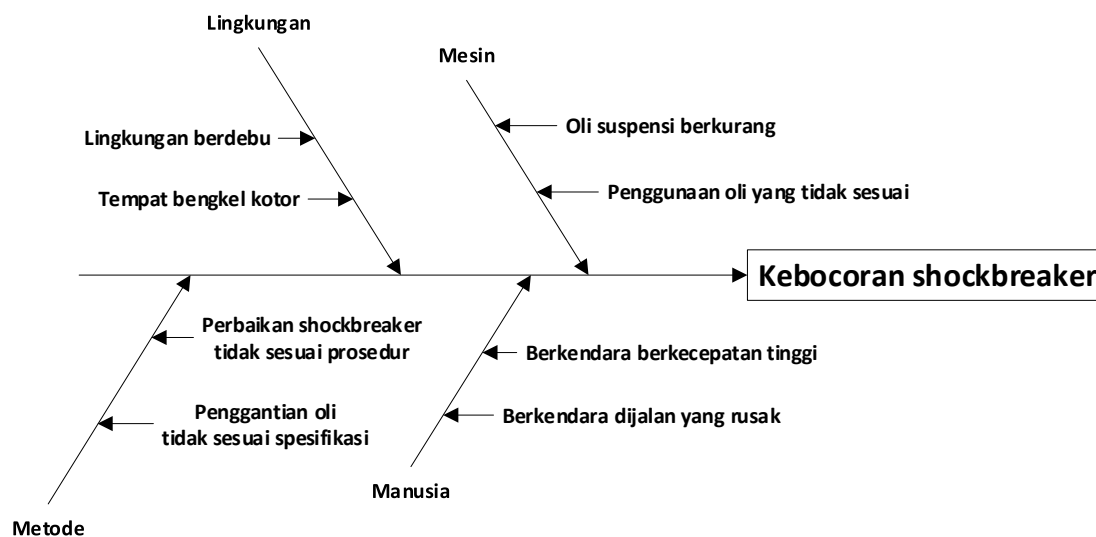 Lingkungan
Mesin
Oli suspensi berkurang
Lingkungan berdebu
Penggunaan oli yang tidak sesuai
Tempat bengkel kotor
Kebocoran shockbreaker
Perbaikan shockbreaker
tidak sesuai prosedur
Berkendara berkecepatan tinggi
Penggantian oli
tidak sesuai spesifikasi
Berkendara dijalan yang rusak
Manusia
Metode